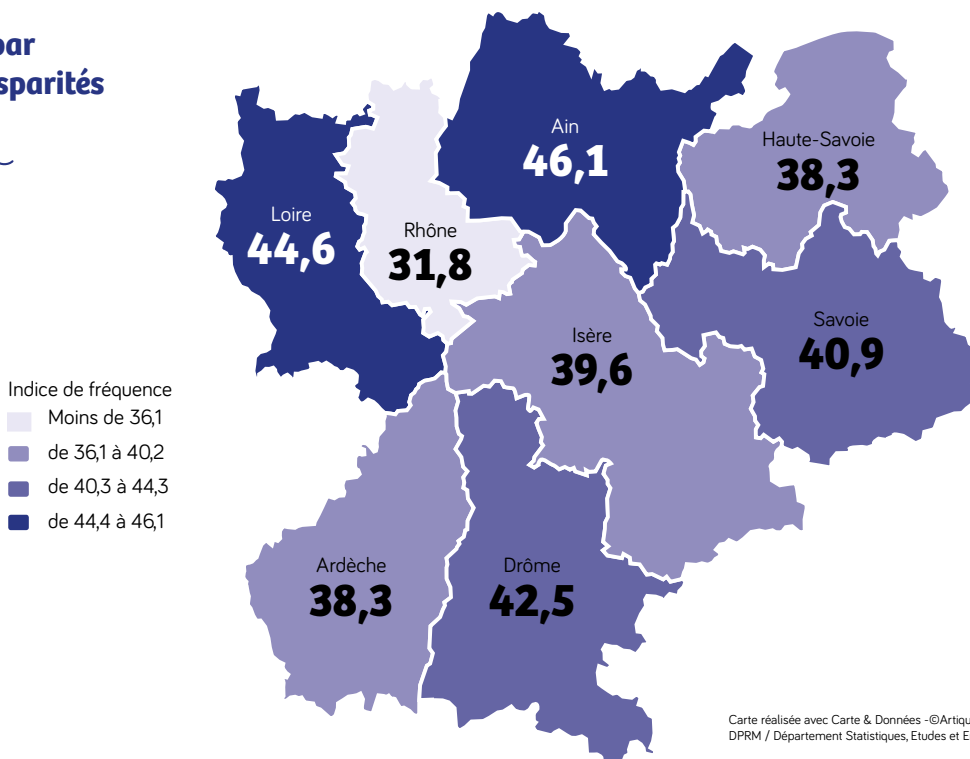 par
sparités
Ain
46,1
Haute-Savoie
38,3
Loire
44,6
Rhône
31,8
Savoie
40,9
Isère
39,6
Indice de fréquence
Moins de 36,1
de 36,1 à 40,2
de 40,3 à 44,3
de 44,4 à 46,1
Ardèche
38,3
Drôme
42,5
Carte réalisée avec Carte & Données -©Artiqu
DPRM / Département Statistiques, Etudes et E